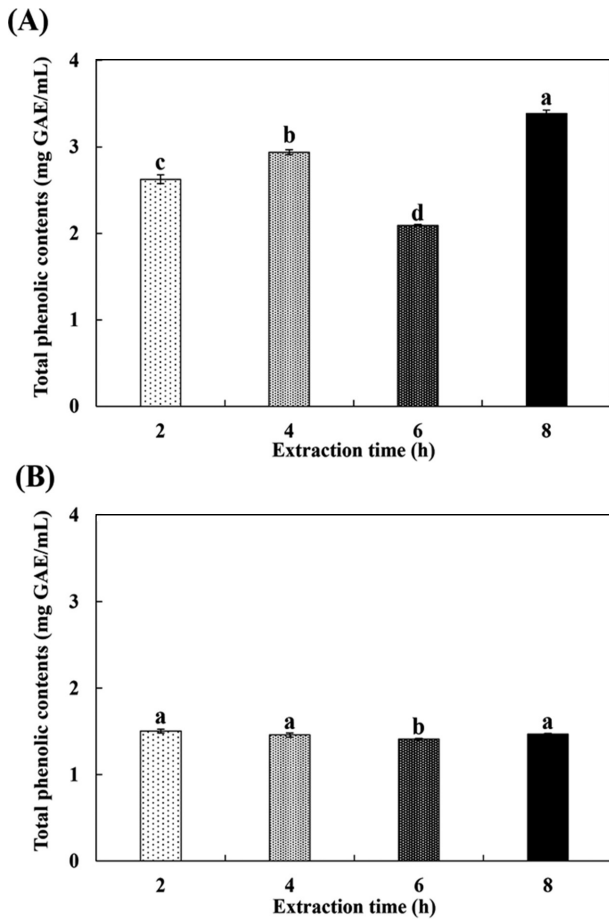 (A)
Total phenolic contents (mg GAE/mL)
4
3
2
1
0
c
b
d
a
2 4 6 8
Extraction time (h)
(B)
Total phenolic contents (mg GAE/mL)
4
3
2
1
0
a
a
b
a
2 4 6 8
Extraction time (h)